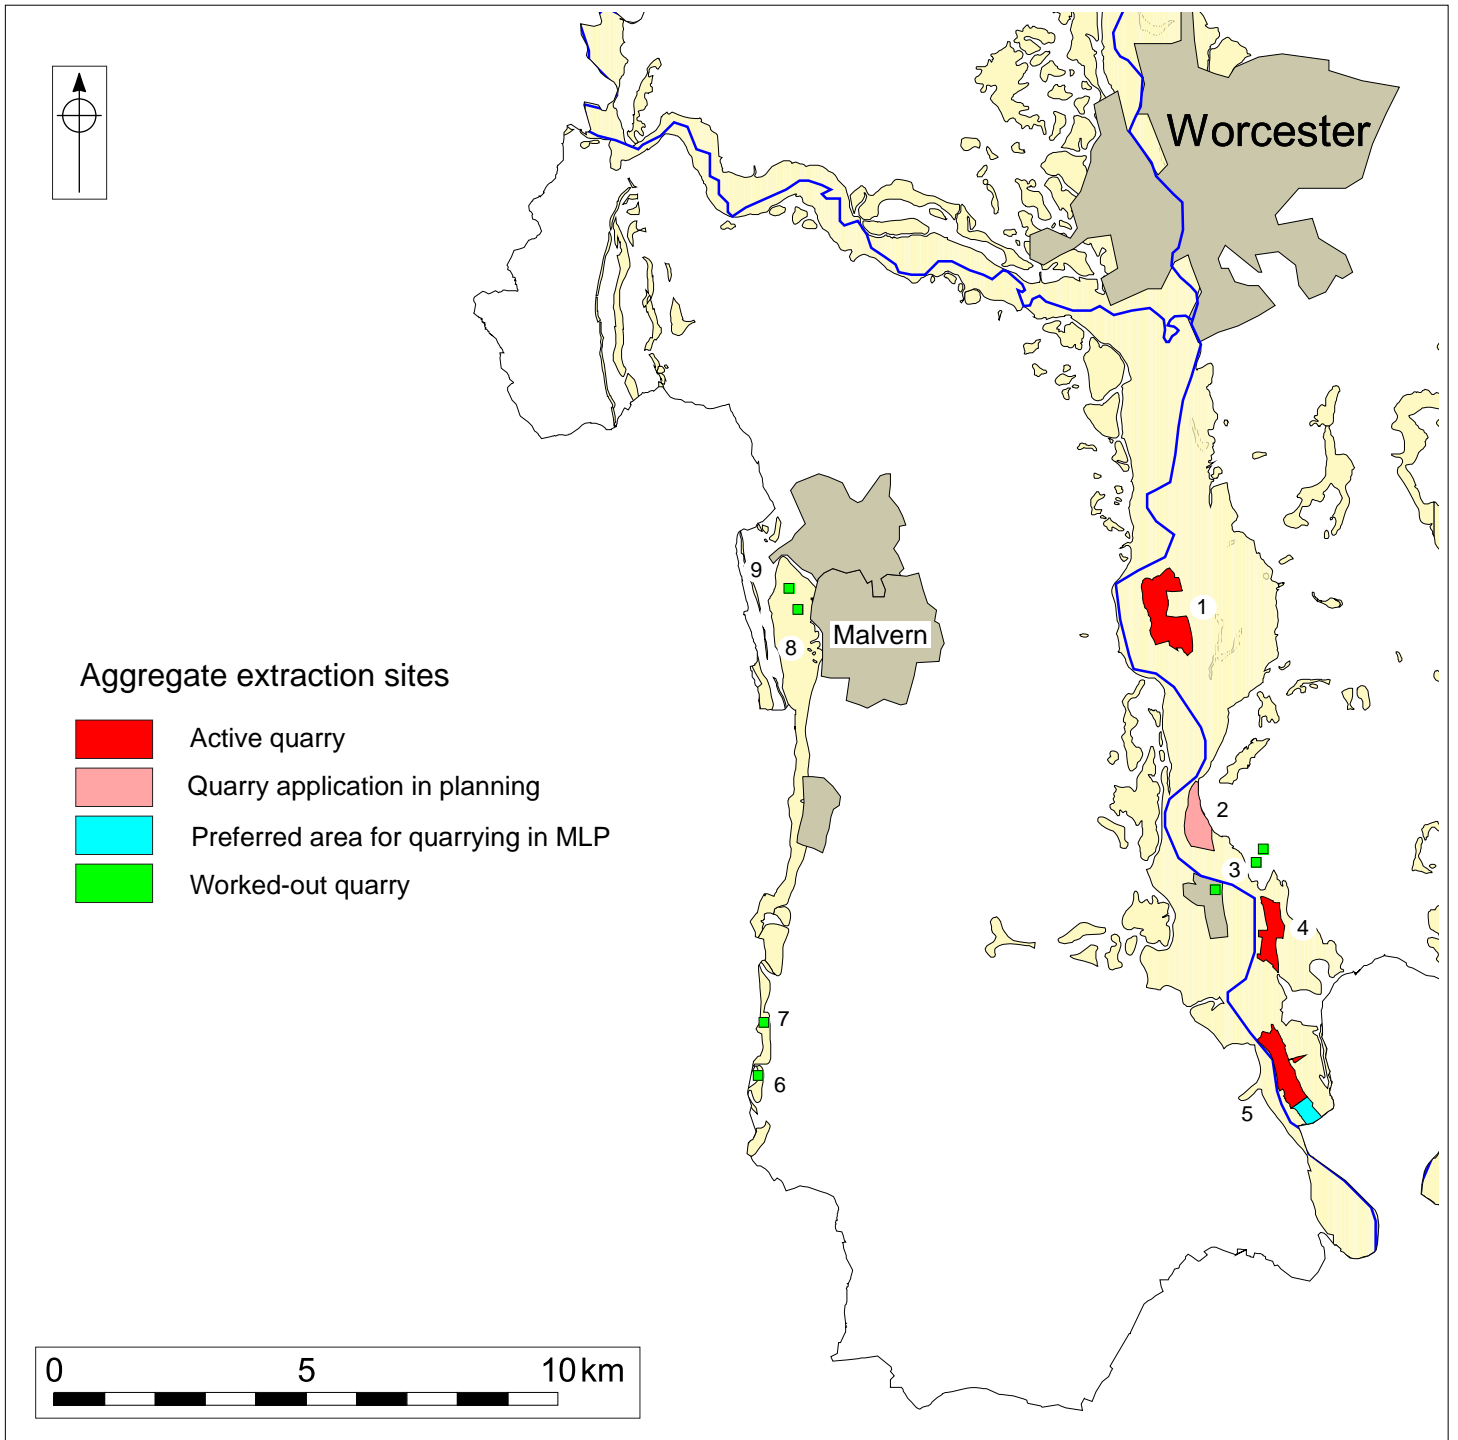 Worcester
9
1
Malvern
8
Aggregate extraction sites
Active quarry
Quarry application in planning
2
Preferred area for quarrying in MLP
3
Worked-out quarry
4
7
6
5
0 5 10 km